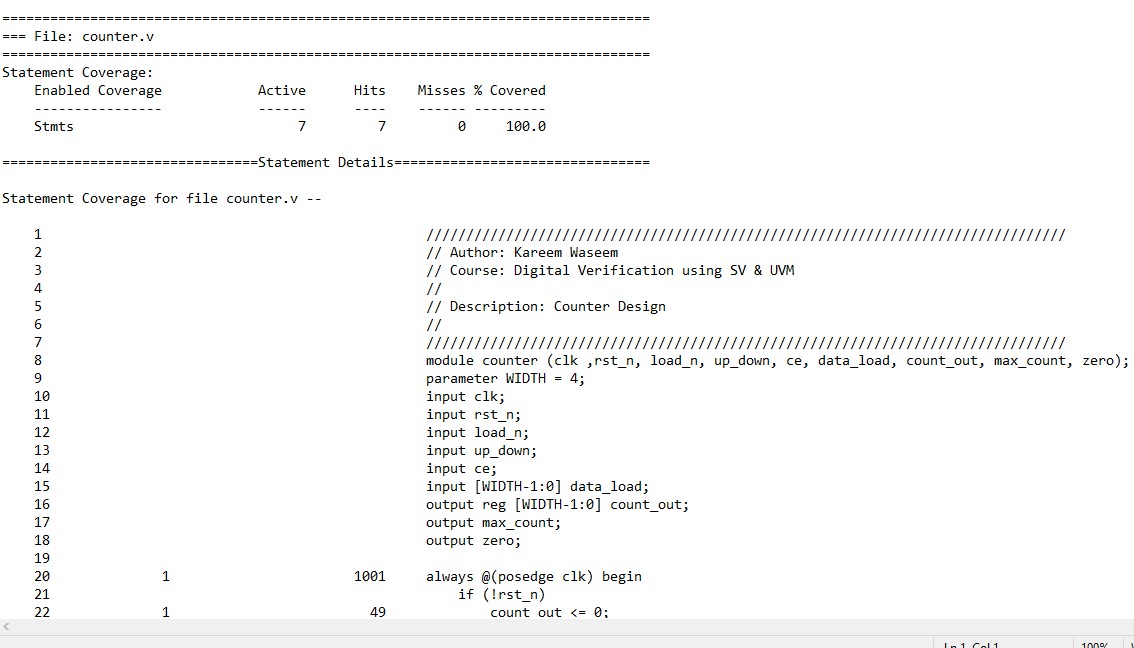 =================================================================================
=== File: counter.v
=================================================================================
Statement Coverage:
    Enabled Coverage            Active      Hits    Misses % Covered
    ----------------            ------      ----    ------ ---------
    Stmts                            7         7         0     100.0

================================Statement Details================================

Statement Coverage for file counter.v --

    1                                                ////////////////////////////////////////////////////////////////////////////////
    2                                                // Author: Kareem Waseem
    3                                                // Course: Digital Verification using SV & UVM
    4                                                //
    5                                                // Description: Counter Design
    6                                                //
    7                                                ////////////////////////////////////////////////////////////////////////////////
    8                                                module counter (clk ,rst_n, load_n, up_down, ce, data_load, count_out, max_count, zero);
    9                                                parameter WIDTH = 4;
    10                                               input clk;
    11                                               input rst_n;
    12                                               input load_n;
    13                                               input up_down;
    14                                               input ce;
    15                                               input [WIDTH-1:0] data_load;
    16                                               output reg [WIDTH-1:0] count_out;
    17                                               output max_count;
    18                                               output zero;
    19
    20              1                       1001     always @(posedge clk) begin
    21                                                   if (!rst_n)
    22              1                         49             count_out <= 0;
Ln 1, Col 1
100%